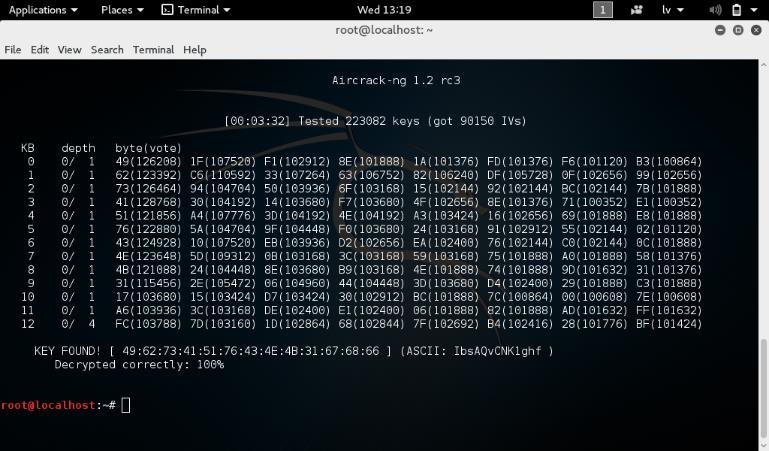 Applications Places Terminal Wed 13:19 1 lv
root@localhost: ~
File Edit View Search Terminal Help
Aircrack-ng 1.2 rc3
[00:03:32] Tested 223082 keys (got 90150 IVs)
KB depth byte(vote)
0 0/ 1 49(126208) 1F(107520) F1(102912) 8E(101888) 1A(101376) FD(101376) F6(101120) B3(100864)
1 0/ 1 62(123392) C6(110592) 33(107264) 63(106752) 86(106240) DF(105728) 0F(102656) 99(102656)
2 0/ 1 73(126464) 94(104704) 50(103936) 6F(103168) 15(102144) 92(102144) BC(102144) 7B(101888)
3 0/ 1 41(128768) 30(104192) 14(103680) F7(103680) 4F(102656) 8E(101376) 71(100352) E1(100352)
4 0/ 1 51(121856) A4(107776) 3D(104192) 4E(104192) A3(103424) 16(102656) 69(101888) E8(101888)
5 0/ 1 76(122880) 5A(104704) 9F(104448) F0(103680) 24(103168) 91(102912) 55(102144) 02(101120)
6 0/ 1 43(124928) 10(107520) EB(103936) D2(102656) EA(102400) 76(102144) C0(102144) 0C(101888)
7 0/ 1 4E(123648) 5D(109312) 0B(103168) 3C(103168) 59(103168) 75(101888) A0(101888) 58(101376)
8 0/ 1 4B(121088) 24(104448) 8E(103680) B9(103168) 4E(101888) 74(101888) 9D(101632) 31(101376)
9 0/ 1 31(115456) 2E(105472) 06(104960) 44(104448) 3D(103680) D4(102400) 29(101888) C3(101888)
10 0/ 1 17(103680) 15(103424) D7(103424) 30(102912) BC(101888) 7C(100864) 00(100608) 7E(100608)
11 0/ 1 A6(103936) 3C(103168) DE(102400) E1(102400) 06(101888) 82(101888) AD(101632) FF(101632)
12 0/ 4 FC(103788) 7D(103160) 1D(102864) 68(102844) 7F(102692) B4(102416) 28(101776) BF(101424)
KEY FOUND! [ 49:62:73:41:51:76:43:4E:4B:31:67:68:66 ] (ASCII: IbsAQvCNK1ghf )
Decrypted correctly: 100%
root@localhost:~#